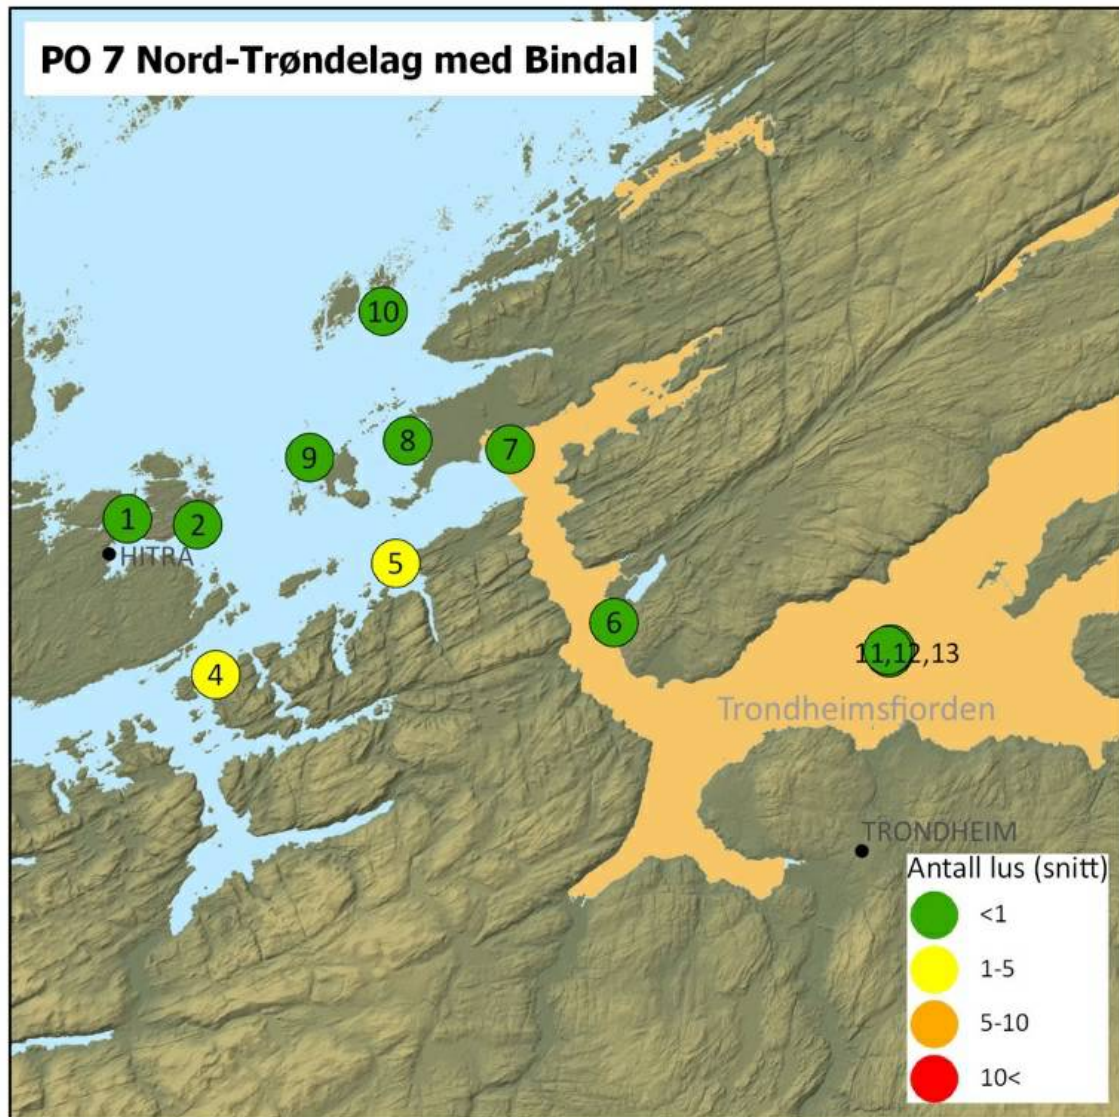 PO 7 Nord-Trøndelag med Bindal
10
8
7
9
1
2
HITRA
5
6
4
11,12,13
Trondheimsfjorden
TRONDHEIM
Antall lus (snitt)
<1
1-5
5-10
10<